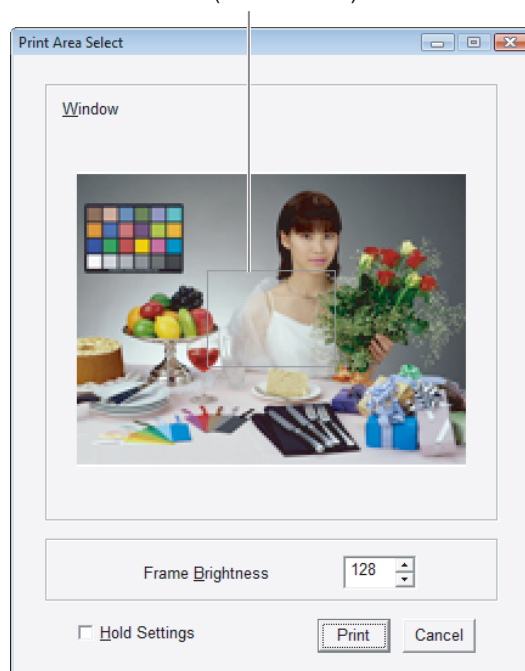 Print Area Select
Window
Frame Brightness
128
Hold Settings
Print
Cancel